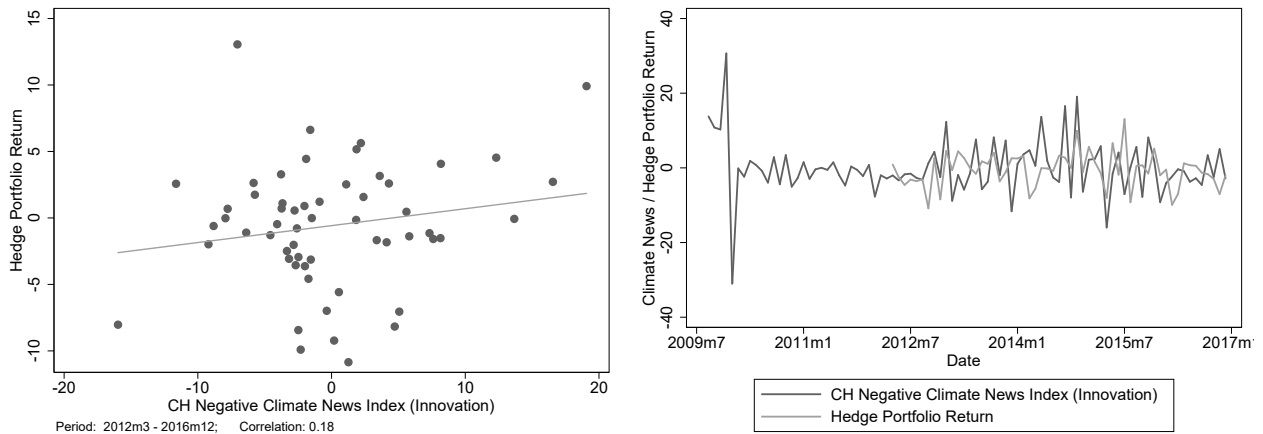 Hedge Portfolio Return
15
10
5
0
-5
-10
-20
-10
0
10
20
CH Negative Climate News Index (Innovation)
Period: 2012m3 - 2016m12; Correlation: 0.18
Climate News / Hedge Portfolio Return
40
20
0
-20
-40
2009m7
2011m1
2012m7
2014m1
2015m7
2017m
Date
CH Negative Climate News Index (Innovation)
Hedge Portfolio Return